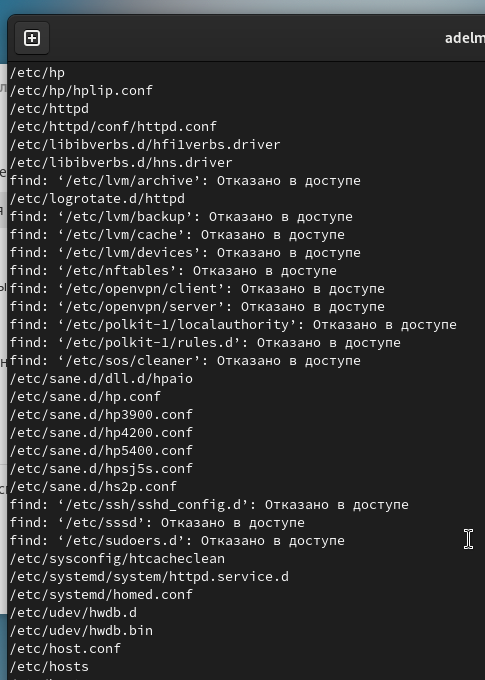 adelm
/etc/hp
/etc/hp/hplip.conf
/etc/httpd
/etc/httpd/conf/httpd.conf
/etc/libibverbs.d/hfi1verbs.driver
/etc/libibverbs.d/hns.driver
find: ‘/etc/lvm/archive’: Отказано в доступе
/etc/logrotate.d/httpd
find: ‘/etc/lvm/backup’: Отказано в доступе
find: ‘/etc/lvm/cache’: Отказано в доступе
find: ‘/etc/lvm/devices’: Отказано в доступе
find: ‘/etc/nftables’: Отказано в доступе
find: ‘/etc/openvpn/client’: Отказано в доступе
find: ‘/etc/openvpn/server’: Отказано в доступе
find: ‘/etc/polkit-1/localauthority’: Отказано в доступе
find: ‘/etc/polkit-1/rules.d’: Отказано в доступе
find: ‘/etc/sos/cleaner’: Отказано в доступе
/etc/sane.d/dll.d/hpaio
/etc/sane.d/hp.conf
/etc/sane.d/hp3900.conf
/etc/sane.d/hp4200.conf
/etc/sane.d/hp5400.conf
/etc/sane.d/hpsj5s.conf
/etc/sane.d/hs2p.conf
find: ‘/etc/ssh/sshd_config.d’: Отказано в доступе
find: ‘/etc/sssd’: Отказано в доступе
find: ‘/etc/sudoers.d’: Отказано в доступе
/etc/sysconfig/htcacheclean
/etc/systemd/system/httpd.service.d
/etc/systemd/homed.conf
/etc/udev/hwdb.d
/etc/udev/hwdb.bin
/etc/host.conf
/etc/hosts